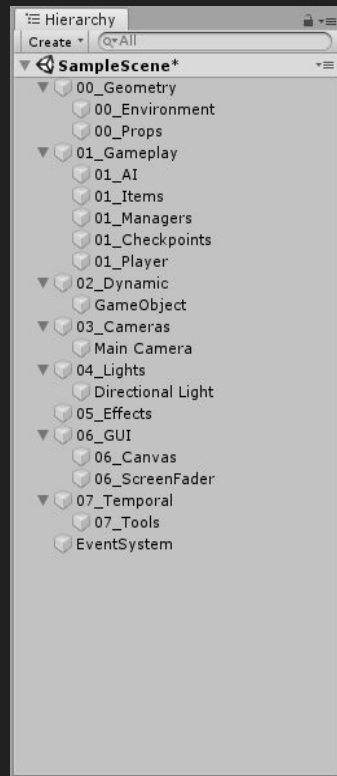 Hierarchy
Create All
SampleScene*
00_Geometry
00_Environment
00_Props
01_Gameplay
01_AI
01_Items
01_Managers
01_Checkpoints
01_Player
02_Dynamic
GameObject
03_Cameras
Main Camera
04_Lights
Directional Light
05_Effects
06_GUI
06_Canvas
06_ScreenFader
07_Temporal
07_Tools
EventSystem